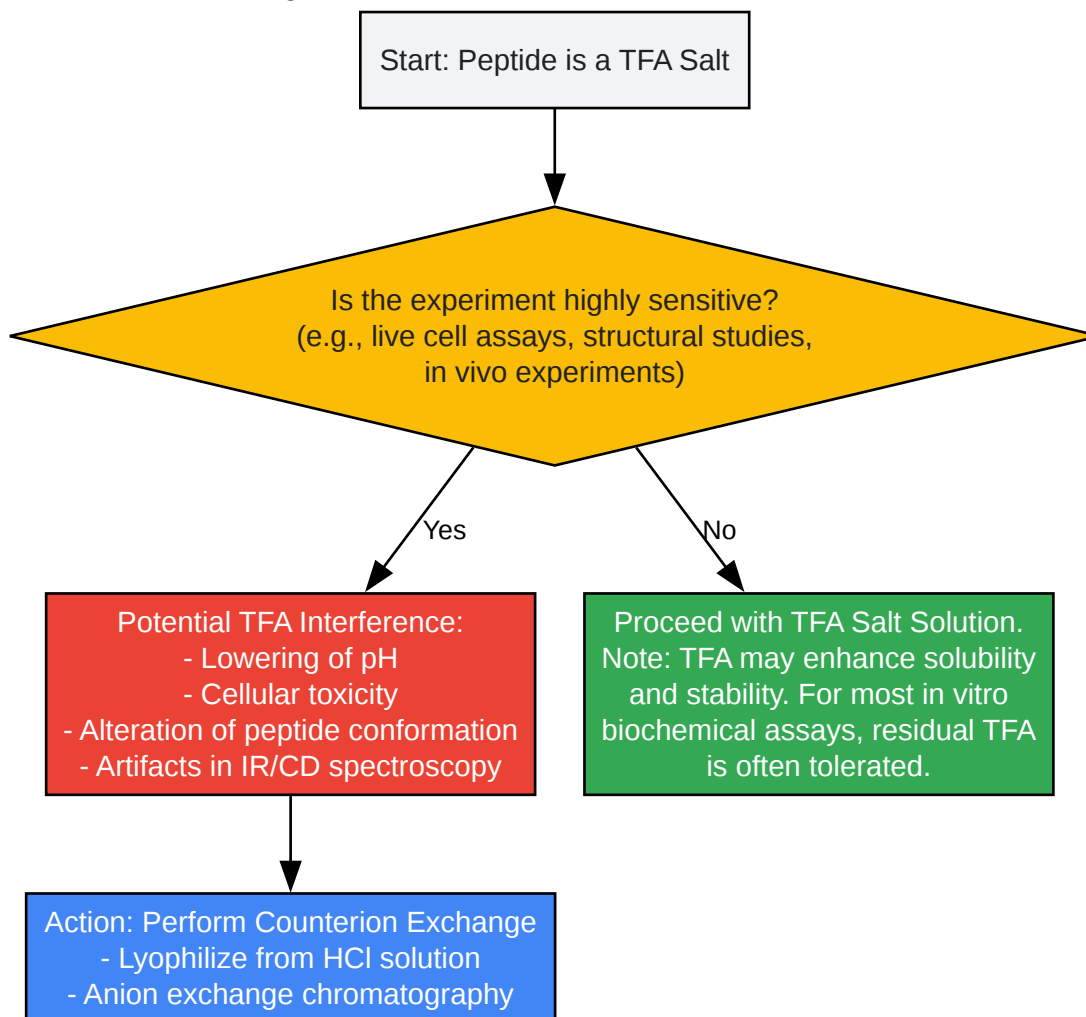 Start: Peptide is a TFA Salt
Is the experiment highly sensitive?
(e.g., live cell assays, structural studies,
in vivo experiments)
Yes
No
Potential TFA Interference:
- Lowering of pH
- Cellular toxicity
- Alteration of peptide conformation
- Artifacts in IR/CD spectroscopy
Proceed with TFA Salt Solution.
Note: TFA may enhance solubility
and stability. For most in vitro
biochemical assays, residual TFA
is often tolerated.
Action: Perform Counterion Exchange
- Lyophilize from HCl solution
- Anion exchange chromatography